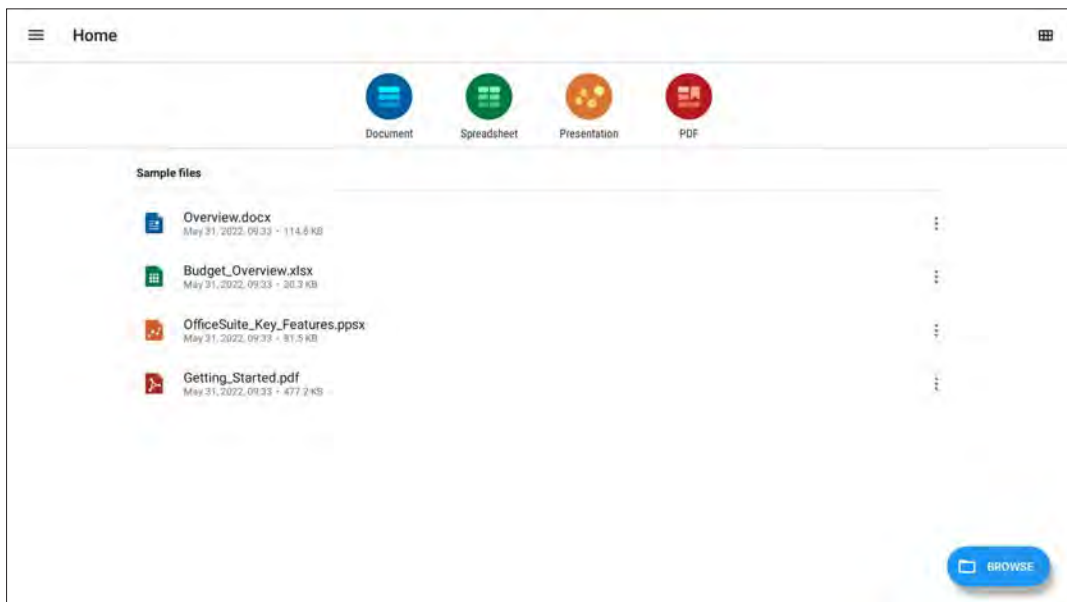 Home
Document
Spreadsheet
Presentation
PDF
Sample files
Overview.docx
May 31, 2022, 09:33 - 114.6 KB
Budget_Overview.xlsx
May 31, 2022, 09:33 - 20.3 KB
OfficeSuite_Key_Features.ppsx
May 31, 2022, 09:33 - 81.5 KB
Getting_Started.pdf
May 31, 2022, 09:33 - 477.2 KB
BROWSE